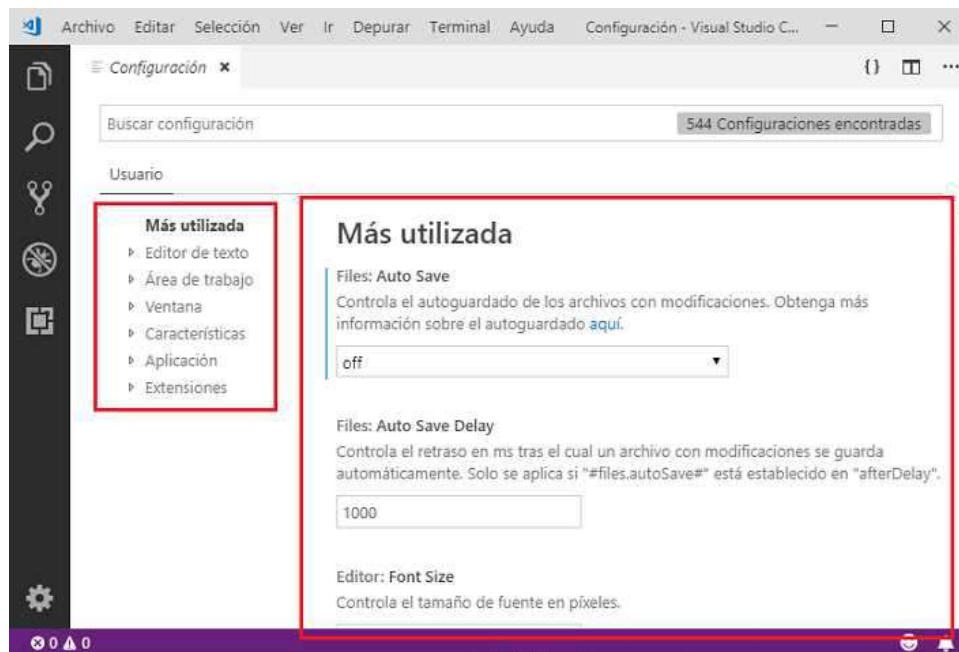 Archivo Editar Selección Ver Ir Depurar Terminal Ayuda Configuración - Visual Studio C...
Configuración
Buscar configuración 544 Configuraciones encontradas
Usuario
Más utilizada
Editor de texto
Área de trabajo
Ventana
Características
Aplicación
Extensiones
Más utilizada
Files: Auto Save
Controla el autoguardado de los archivos con modificaciones. Obtenga más
información sobre el autoguardado aquí.
off
Files: Auto Save Delay
Controla el retraso en ms tras el cual un archivo con modificaciones se guarda
automáticamente. Solo se aplica si "#files.autoSave#" está establecido en "afterDelay".
1000
Editor: Font Size
Controla el tamaño de fuente en píxeles.
0 0